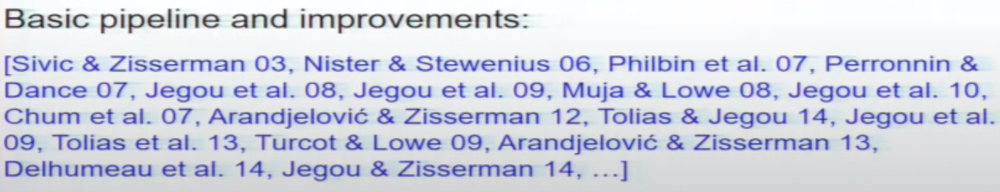 Basic pipeline and improvements:
[Sivic & Zisserman 03, Nister & Stewenius 06, Philbin et al. 07, Perronnin &
Dance 07, Jegou et al. 08, Jegou et al. 09, Muja & Lowe 08, Jegou et al. 10,
Chum et al. 07, Arandjelović & Zisserman 12, Tolias & Jegou 14, Jegou et al.
09, Tolias et al. 13, Turcot & Lowe 09, Arandjelović & Zisserman 13,
Delhumeau et al. 14, Jegou & Zisserman 14, ...]